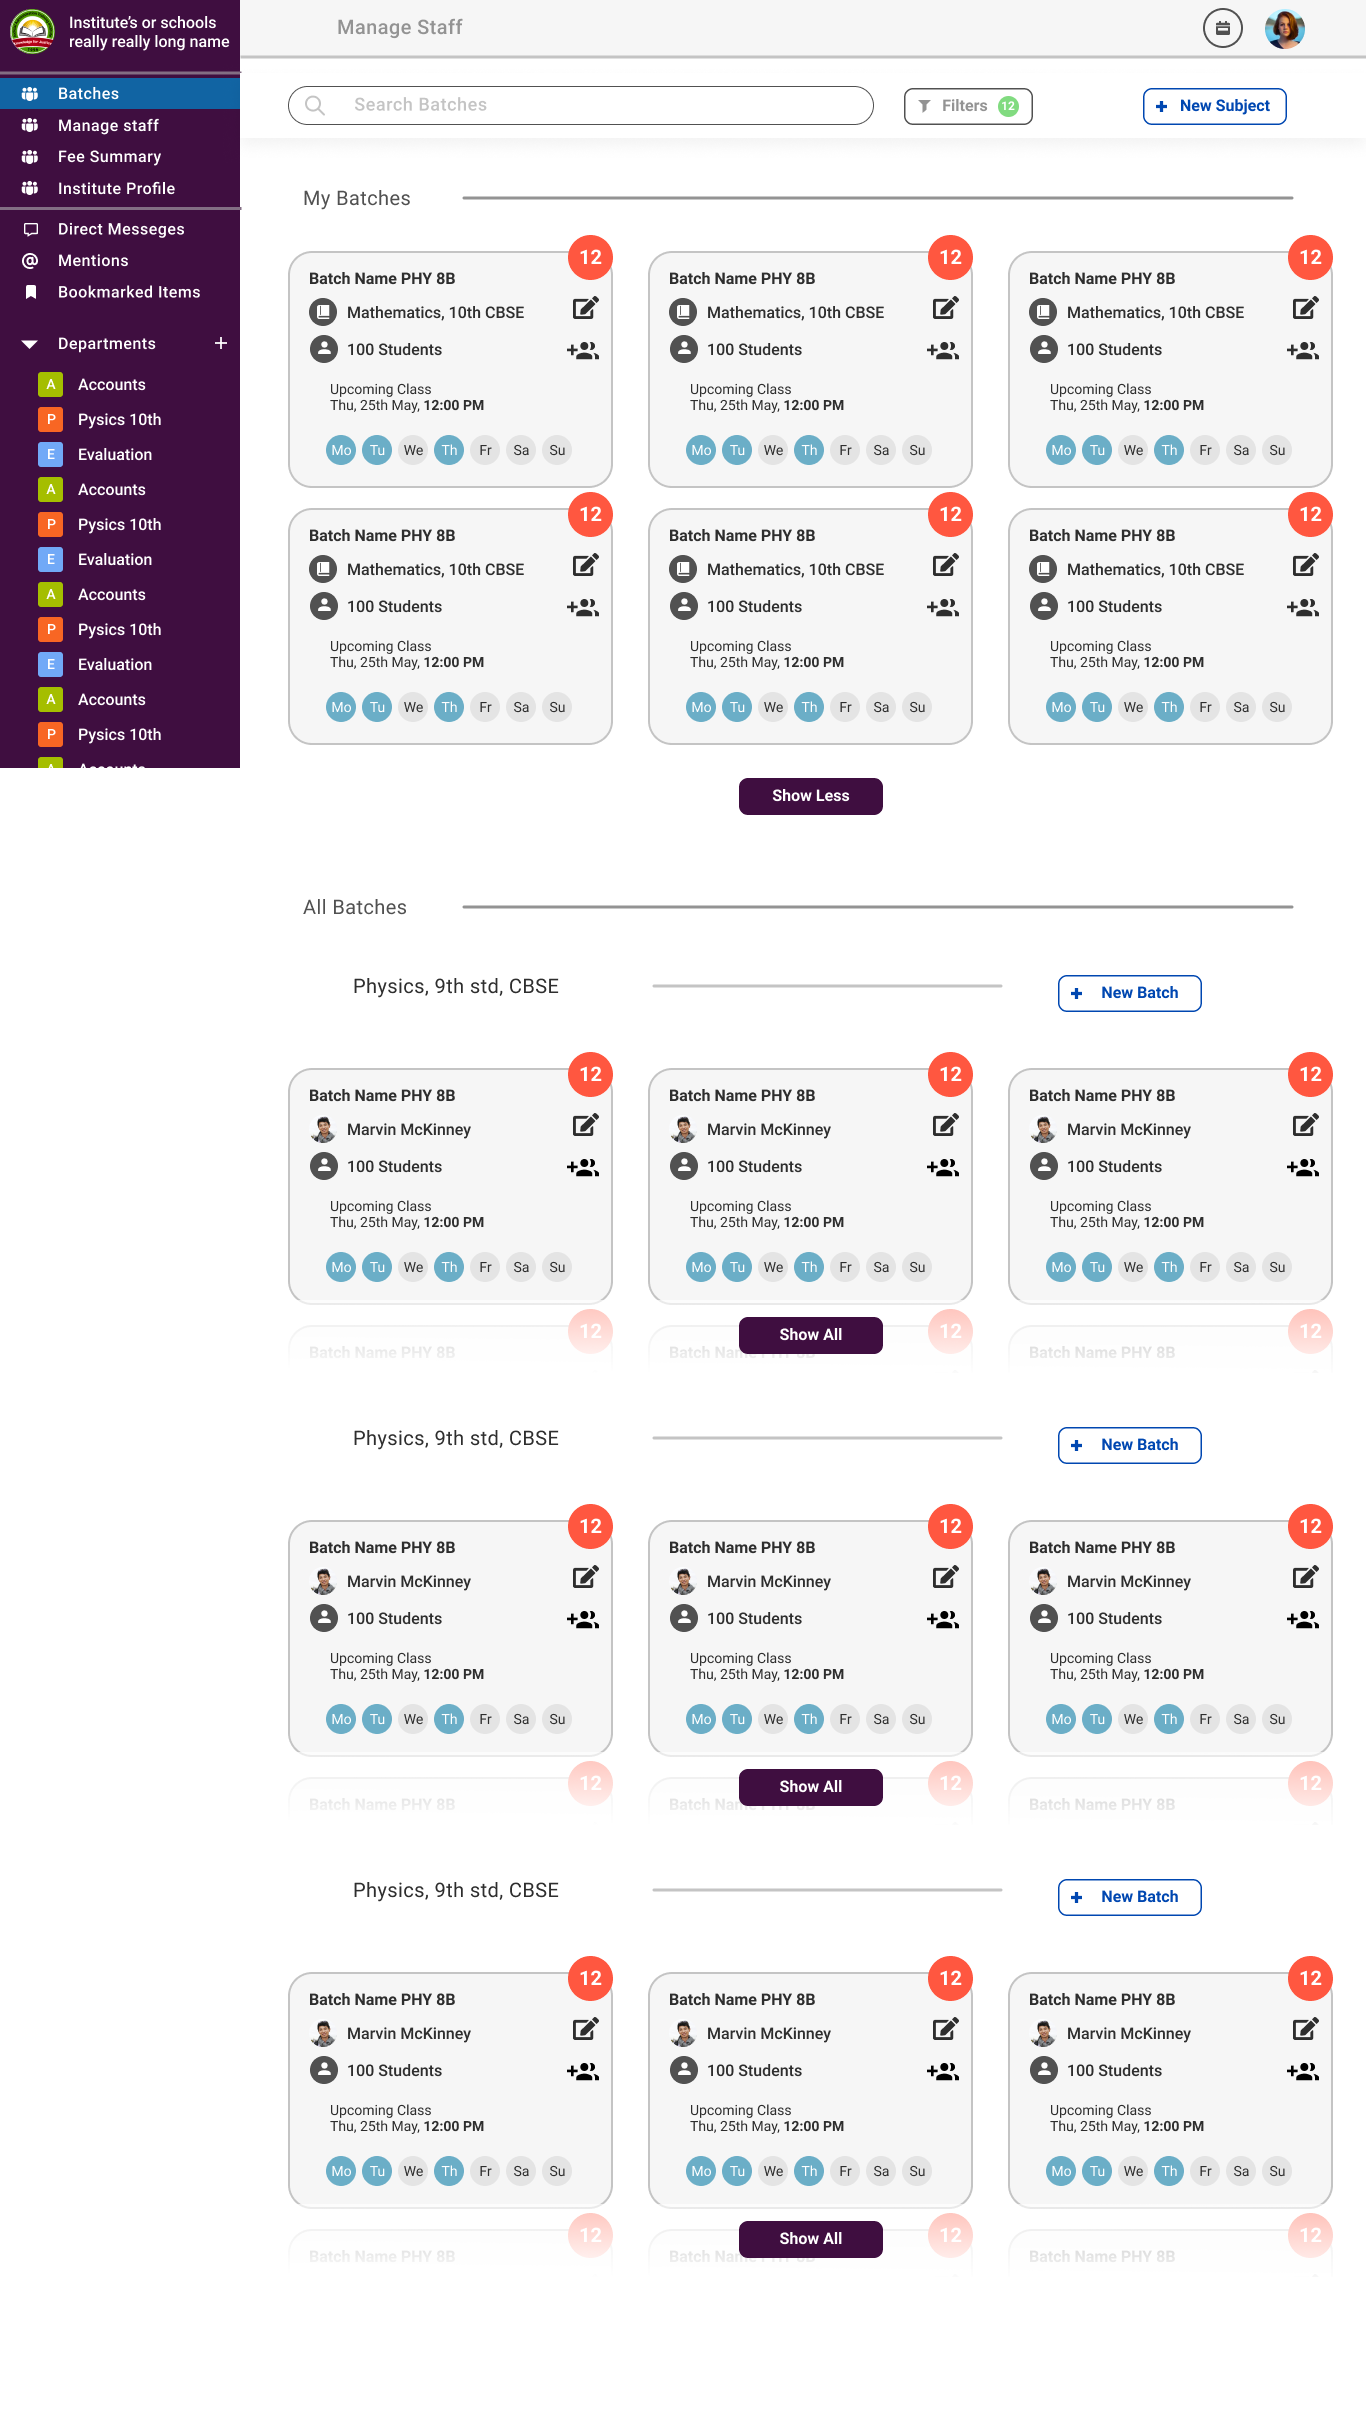 Institute's or schools
really really long name
Batches
Manage staff
Fee Summary
Institute Profile
Direct Messeges
Mentions
Bookmarked Items
Departments +
A Accounts
P Pysics 10th
E Evaluation
A Accounts
P Pysics 10th
E Evaluation
A Accounts
P Pysics 10th
E Evaluation
A Accounts
P Pysics 10th
A Accounts
Manage Staff
Search Batches
Filters 12
+ New Subject
My Batches
12 12 12
Batch Name PHY 8B Batch Name PHY 8B Batch Name PHY 8B
Mathematics, 10th CBSE Mathematics, 10th CBSE Mathematics, 10th CBSE
100 Students 100 Students 100 Students
Upcoming Class Upcoming Class Upcoming Class
Thu, 25th May, 12:00 PM Thu, 25th May, 12:00 PM Thu, 25th May, 12:00 PM
Mo Tu We Th Fr Sa Su Mo Tu We Th Fr Sa Su Mo Tu We Th Fr Sa Su
12 12 12
Batch Name PHY 8B Batch Name PHY 8B Batch Name PHY 8B
Mathematics, 10th CBSE Mathematics, 10th CBSE Mathematics, 10th CBSE
100 Students 100 Students 100 Students
Upcoming Class Upcoming Class Upcoming Class
Thu, 25th May, 12:00 PM Thu, 25th May, 12:00 PM Thu, 25th May, 12:00 PM
Mo Tu We Th Fr Sa Su Mo Tu We Th Fr Sa Su Mo Tu We Th Fr Sa Su
Show Less
All Batches
Physics, 9th std, CBSE + New Batch
12 12 12
Batch Name PHY 8B Batch Name PHY 8B Batch Name PHY 8B
Marvin McKinney Marvin McKinney Marvin McKinney
100 Students 100 Students 100 Students
Upcoming Class Upcoming Class Upcoming Class
Thu, 25th May, 12:00 PM Thu, 25th May, 12:00 PM Thu, 25th May, 12:00 PM
Mo Tu We Th Fr Sa Su Mo Tu We Th Fr Sa Su Mo Tu We Th Fr Sa Su
12 12 12
Show All
Batch Name PHY 8B Batch Name PHY 8B Batch Name PHY 8B
Physics, 9th std, CBSE + New Batch
12 12 12
Batch Name PHY 8B Batch Name PHY 8B Batch Name PHY 8B
Marvin McKinney Marvin McKinney Marvin McKinney
100 Students 100 Students 100 Students
Upcoming Class Upcoming Class Upcoming Class
Thu, 25th May, 12:00 PM Thu, 25th May, 12:00 PM Thu, 25th May, 12:00 PM
Mo Tu We Th Fr Sa Su Mo Tu We Th Fr Sa Su Mo Tu We Th Fr Sa Su
12 12 12
Show All
Batch Name PHY 8B Batch Name PHY 8B Batch Name PHY 8B
Physics, 9th std, CBSE + New Batch
12 12 12
Batch Name PHY 8B Batch Name PHY 8B Batch Name PHY 8B
Marvin McKinney Marvin McKinney Marvin McKinney
100 Students 100 Students 100 Students
Upcoming Class Upcoming Class Upcoming Class
Thu, 25th May, 12:00 PM Thu, 25th May, 12:00 PM Thu, 25th May, 12:00 PM
Mo Tu We Th Fr Sa Su Mo Tu We Th Fr Sa Su Mo Tu We Th Fr Sa Su
12 12 12
Show All
Batch Name PHY 8B Batch Name PHY 8B Batch Name PHY 8B